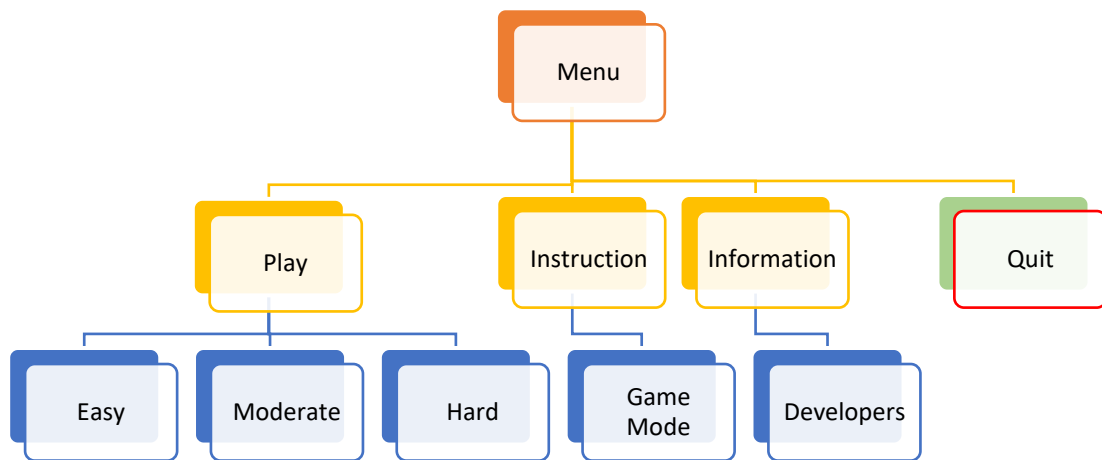 Menu
Play
Instruction
Information
Quit
Easy
Moderate
Hard
Game
Mode
Developers